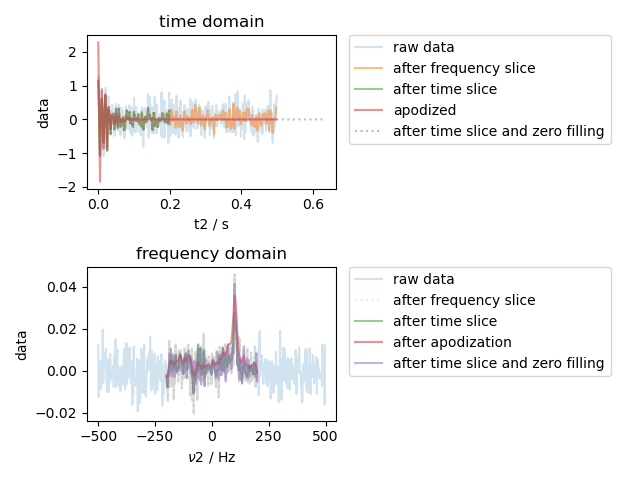 time domain
data
2
1
0
−1
−2
0.0
0.2
0.4
0.6
t2 / s
raw data
after frequency slice
after time slice
apodized
after time slice and zero filling
frequency domain
data
0.04
0.02
0.00
−0.02
−500
−250
0
250
500
ν2 / Hz
raw data
after frequency slice
after time slice
after apodization
after time slice and zero filling